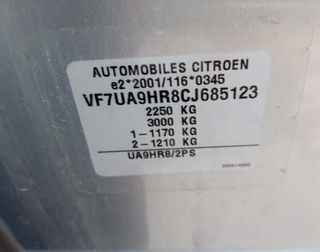 AUTOMOBILES CITROEN
e2*2001/116*0345
VF7UA9HR8CJ685123
2250 KG
3000 KG
1-1170 KG
2-1210 KG
UA9HR8/2PS